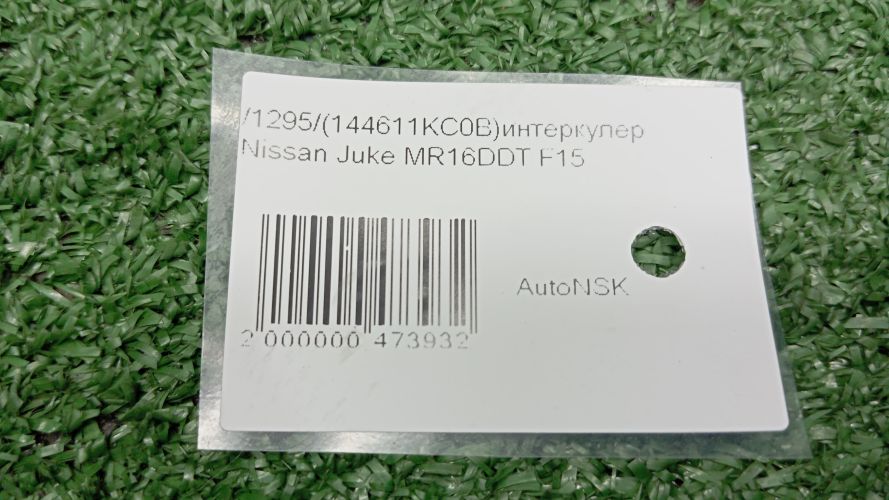 /1295/(144611KC0B)интеркулер
Nissan Juke MR16DDT F15
AutoNSK
2 000000 473932